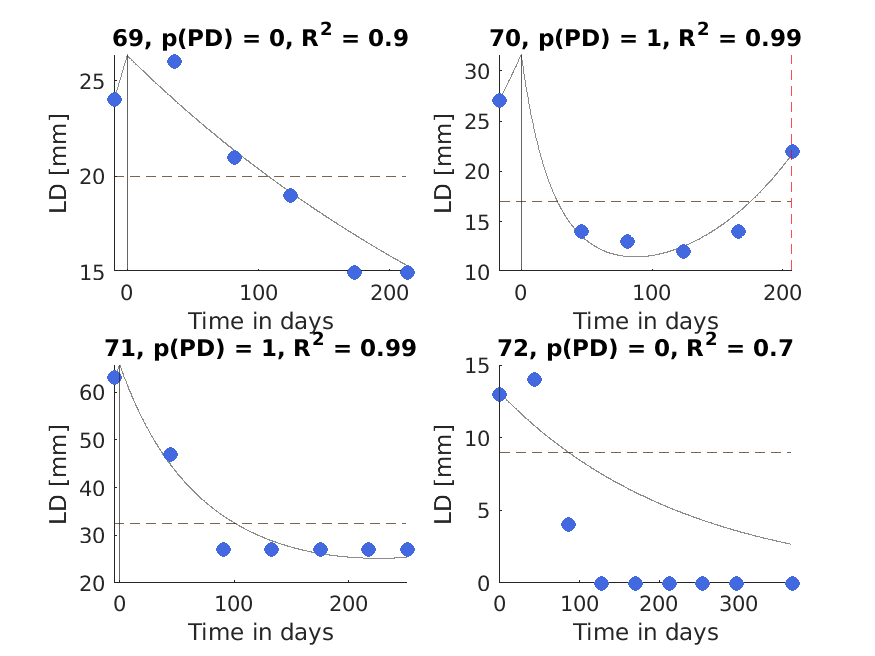 69, p(PD) = 0, R² = 0.9
LD [mm]
25
20
15
0 100 200
Time in days
70, p(PD) = 1, R² = 0.99
LD [mm]
30
25
20
15
10
0 100 200
Time in days
71, p(PD) = 1, R² = 0.99
LD [mm]
60
50
40
30
20
0 100 200
Time in days
72, p(PD) = 0, R² = 0.7
LD [mm]
15
10
5
0
0 100 200 300
Time in days